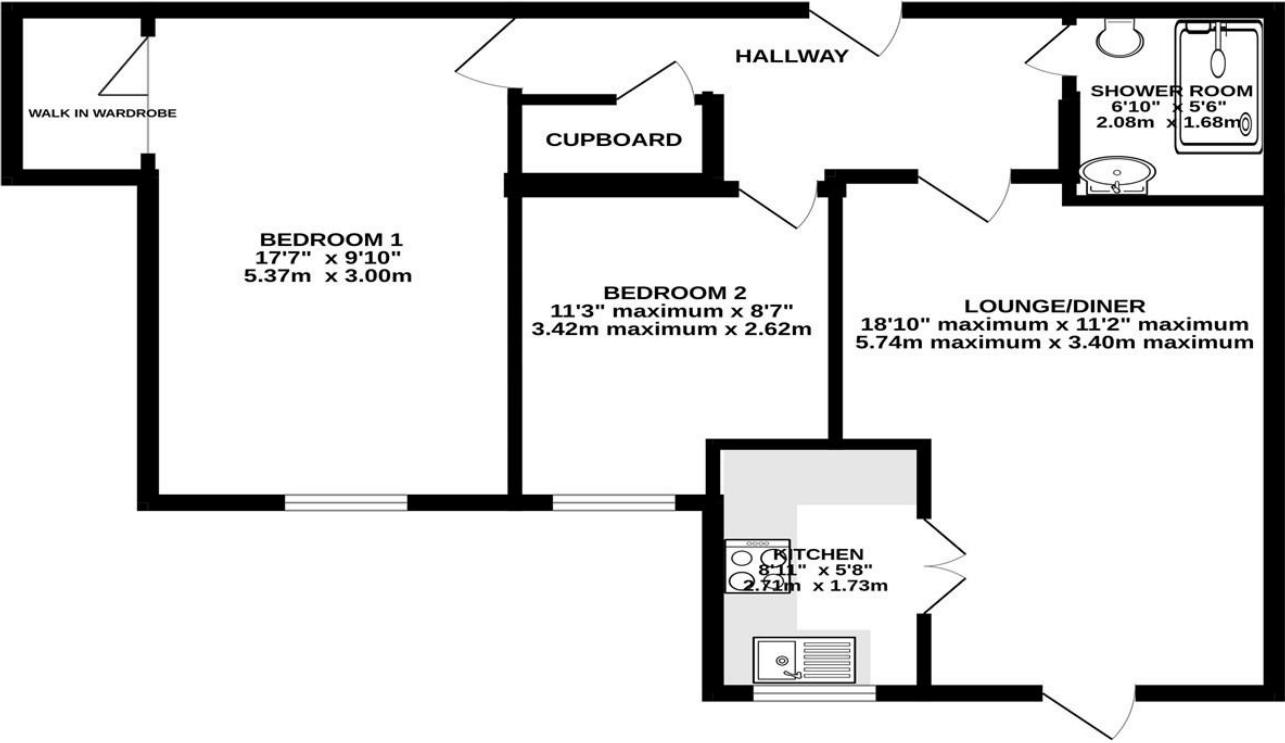 HALLWAY
SHOWER ROOM
6'10" x 5'6"
2.08m x 1.68m
WALK IN WARDROBE
CUPBOARD
BEDROOM 1
17'7" x 9'10"
5.37m x 3.00m
BEDROOM 2
11'3" maximum x 8'7"
3.42m maximum x 2.62m
LOUNGE/DINER
18'10" maximum x 11'2" maximum
5.74m maximum x 3.40m maximum
KITCHEN
8'11" x 5'8"
2.71m x 1.73m